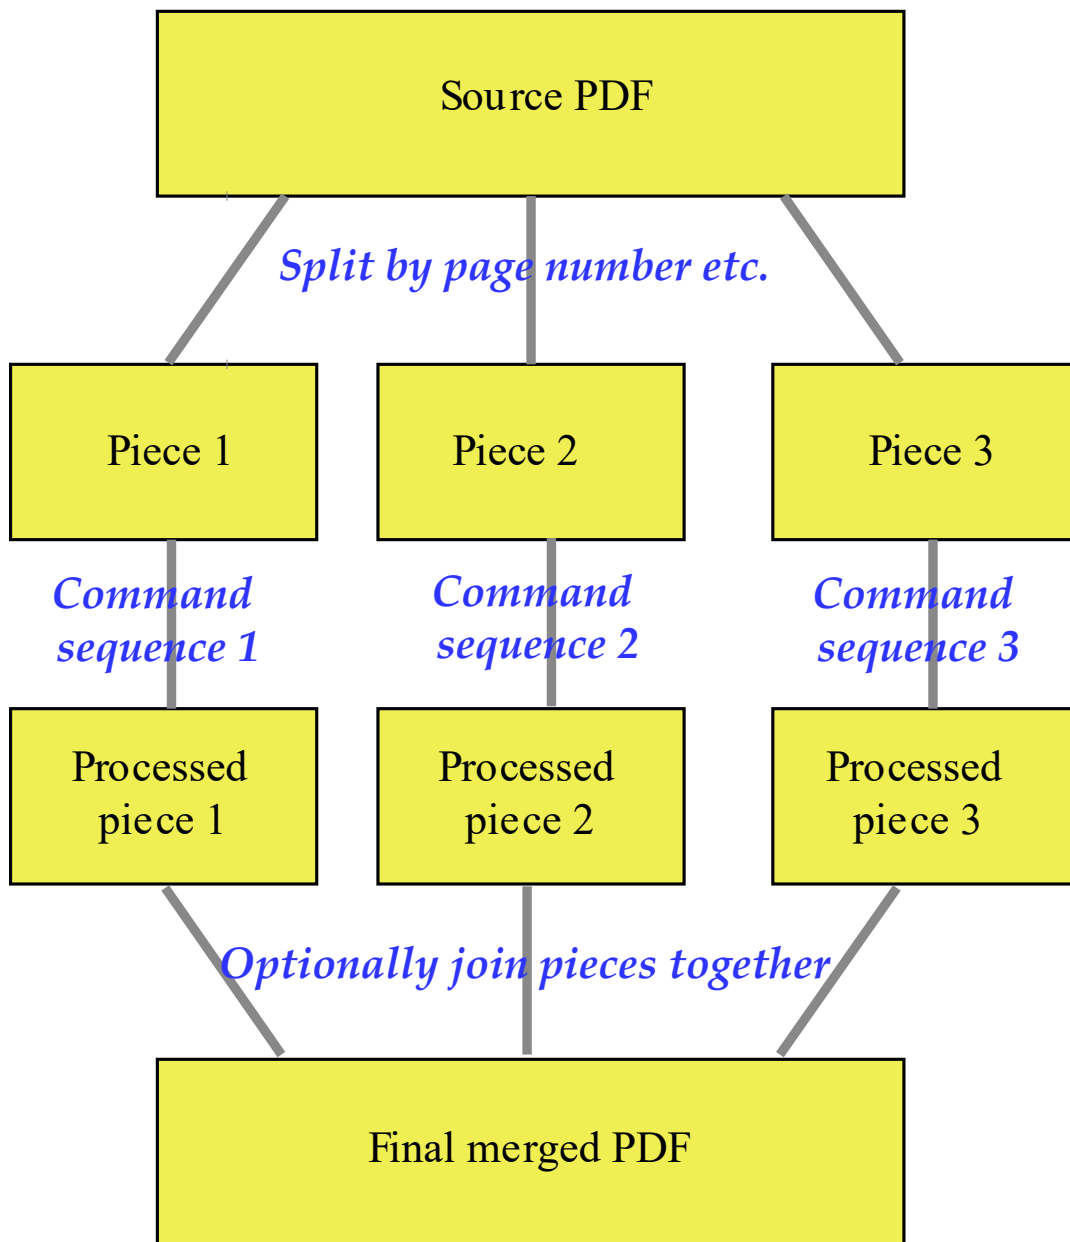 Source PDF
Split by page number etc.
Piece 1
Piece 2
Piece 3
Command
sequence 1
Command
sequence 2
Command
sequence 3
Processed
piece 1
Processed
piece 2
Processed
piece 3
Optionally join pieces together
Final merged PDF